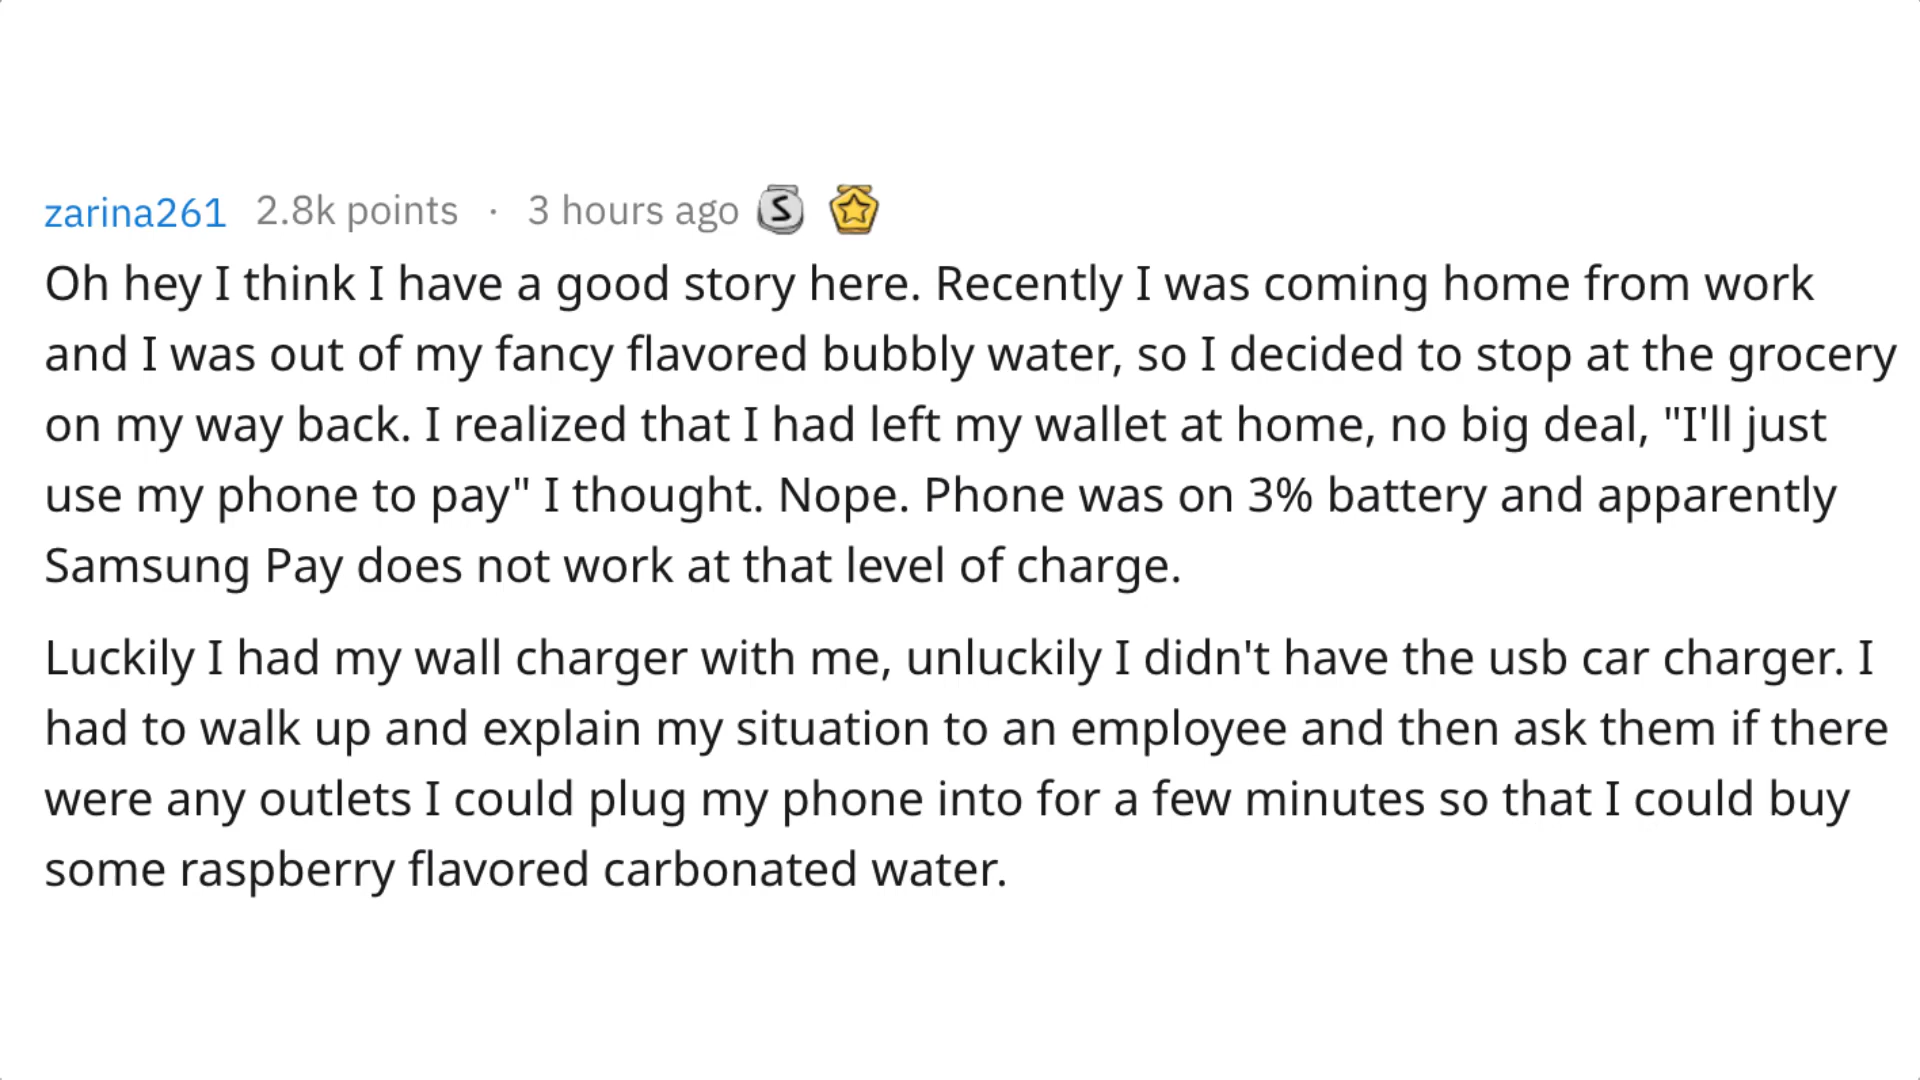 zarina261 2.8k points · 3 hours ago S
Oh hey I think I have a good story here. Recently I was coming home from work
and I was out of my fancy flavored bubbly water, so I decided to stop at the grocery
on my way back. I realized that I had left my wallet at home, no big deal, "I'll just
use my phone to pay" I thought. Nope. Phone was on 3% battery and apparently
Samsung Pay does not work at that level of charge.
Luckily I had my wall charger with me, unluckily I didn't have the usb car charger. I
had to walk up and explain my situation to an employee and then ask them if there
were any outlets I could plug my phone into for a few minutes so that I could buy
some raspberry flavored carbonated water.